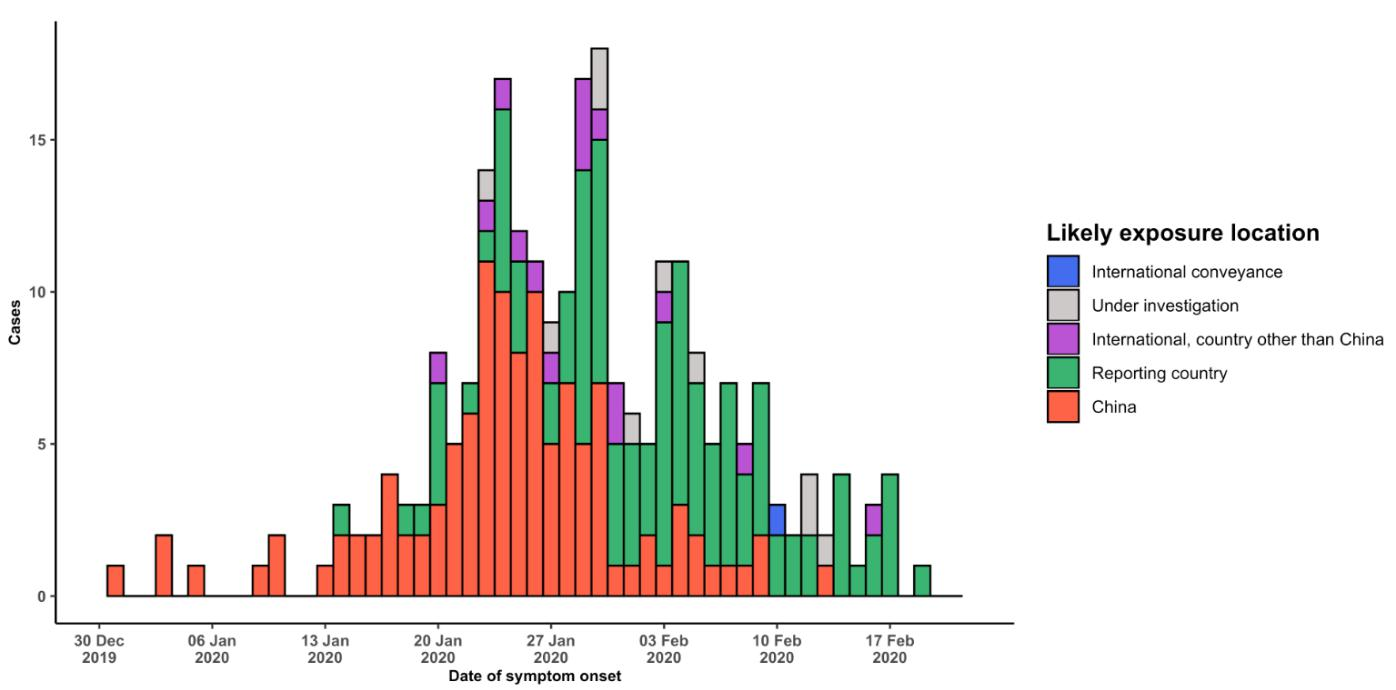 15
10
5
0
Cases
30 Dec
2019
06 Jan
2020
13 Jan
2020
20 Jan
2020
27 Jan
2020
03 Feb
2020
10 Feb
2020
17 Feb
2020
Date of symptom onset
Likely exposure location
International conveyance
Under investigation
International, country other than China
Reporting country
China